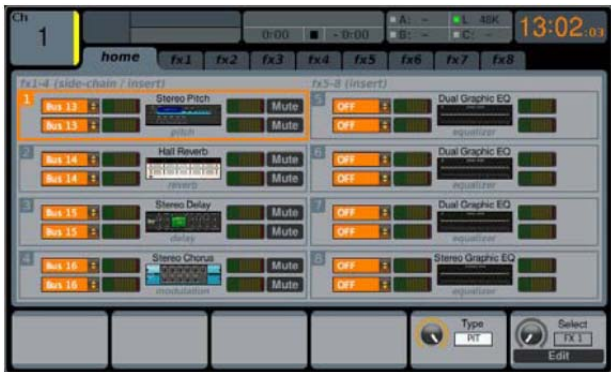 Ch
1
0:00 - 0:00
A: - L 48K
B: - C: -
13:02:03
home fx1 fx2 fx3 fx4 fx5 fx6 fx7 fx8
fx1-4 (side-chain / insert) fx5-8 (insert)
1 Bus 13 Stereo Pitch Mute
Bus 13 pitch Mute
2 Bus 14 Hall Reverb Mute
Bus 14 reverb Mute
3 Bus 15 Stereo Delay Mute
Bus 15 delay Mute
4 Bus 16 Stereo Chorus Mute
Bus 16 modulation Mute
5 OFF Dual Graphic EQ
OFF equalizer
6 OFF Dual Graphic EQ
OFF equalizer
7 OFF Dual Graphic EQ
OFF equalizer
8 OFF Stereo Graphic EQ
OFF equalizer
Type
PIT
Select
FX 1
Edit